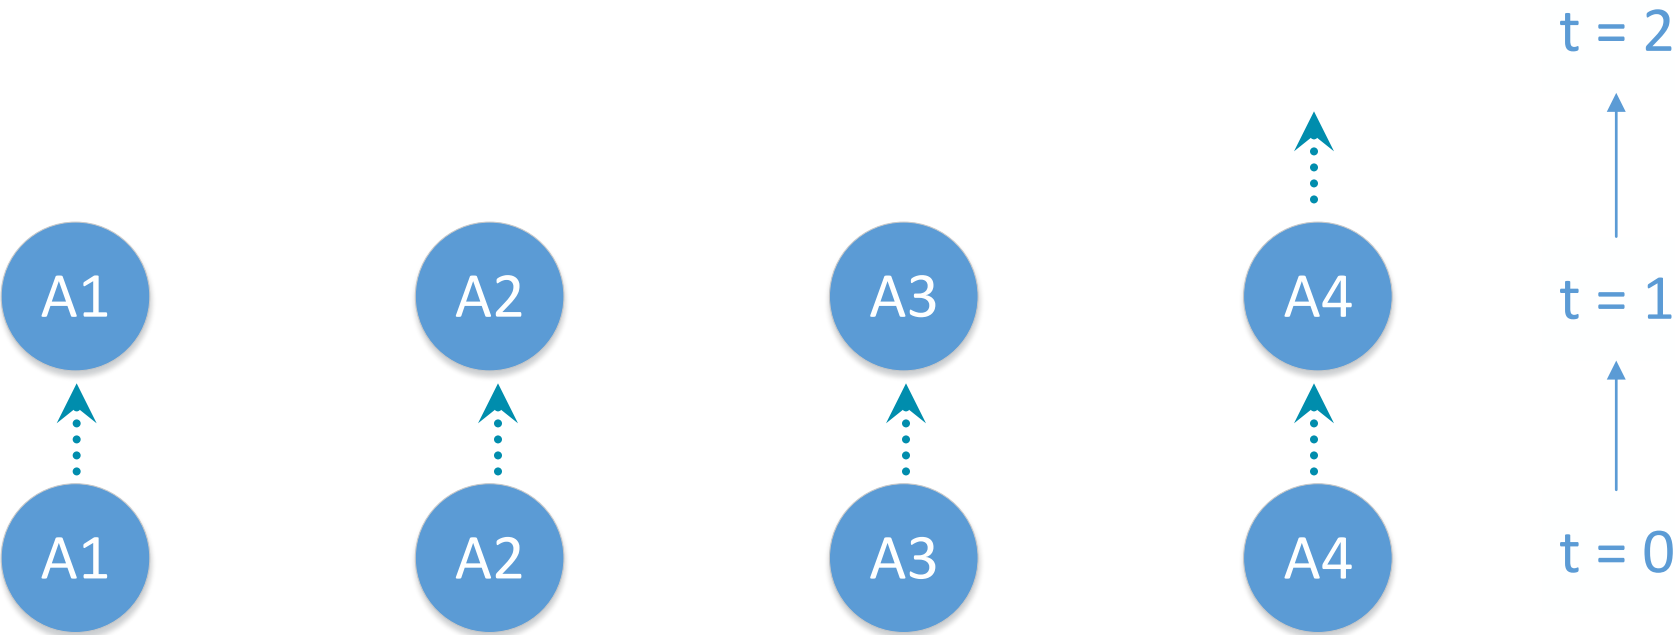 t = 2
A1 A2 A3 A4 t = 1
A1 A2 A3 A4 t = 0